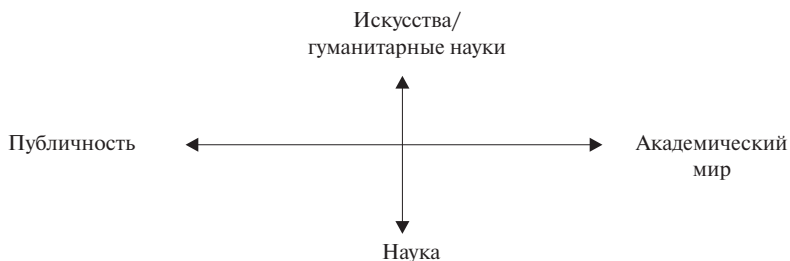 Искусства/
гуманитарные науки
Публичность
Академический
мир
Наука